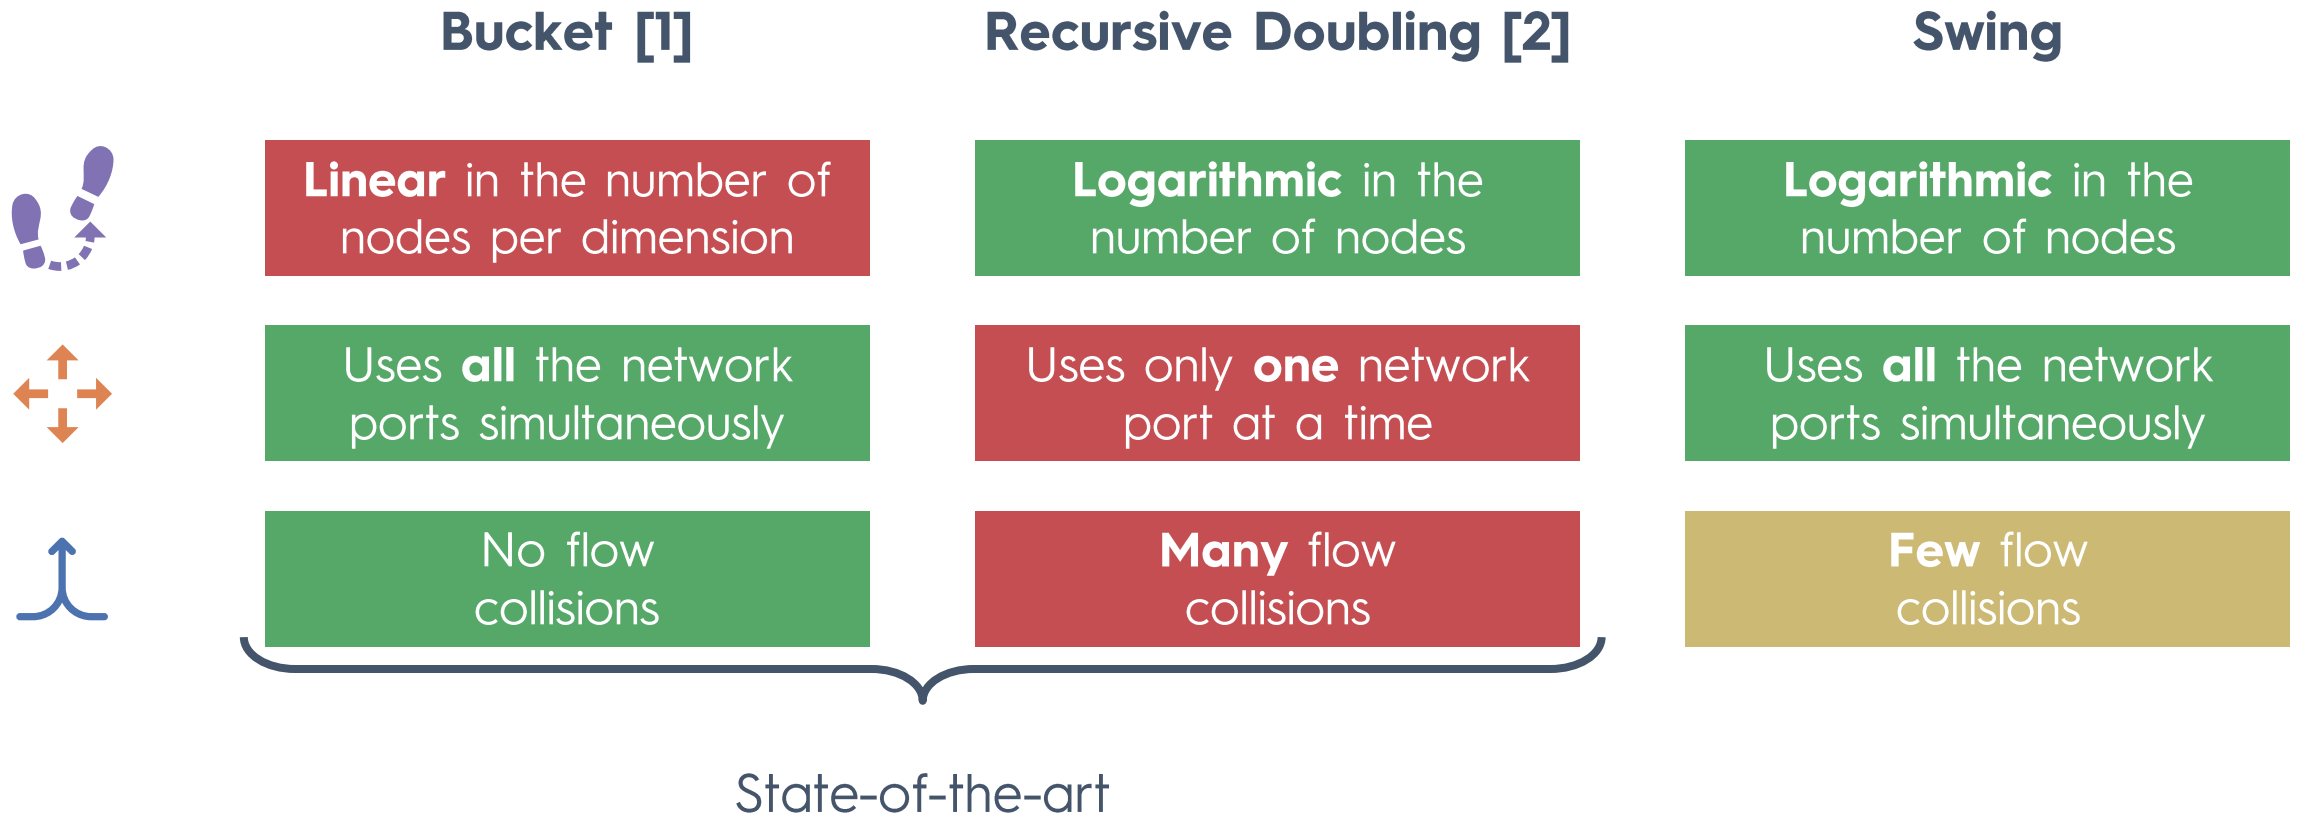 Bucket [1]
Recursive Doubling [2]
Swing
Linear in the number of
nodes per dimension
Logarithmic in the
number of nodes
Logarithmic in the
number of nodes
Uses all the network
ports simultaneously
Uses only one network
port at a time
Uses all the network
ports simultaneously
No flow
collisions
Many flow
collisions
Few flow
collisions
State-of-the-art